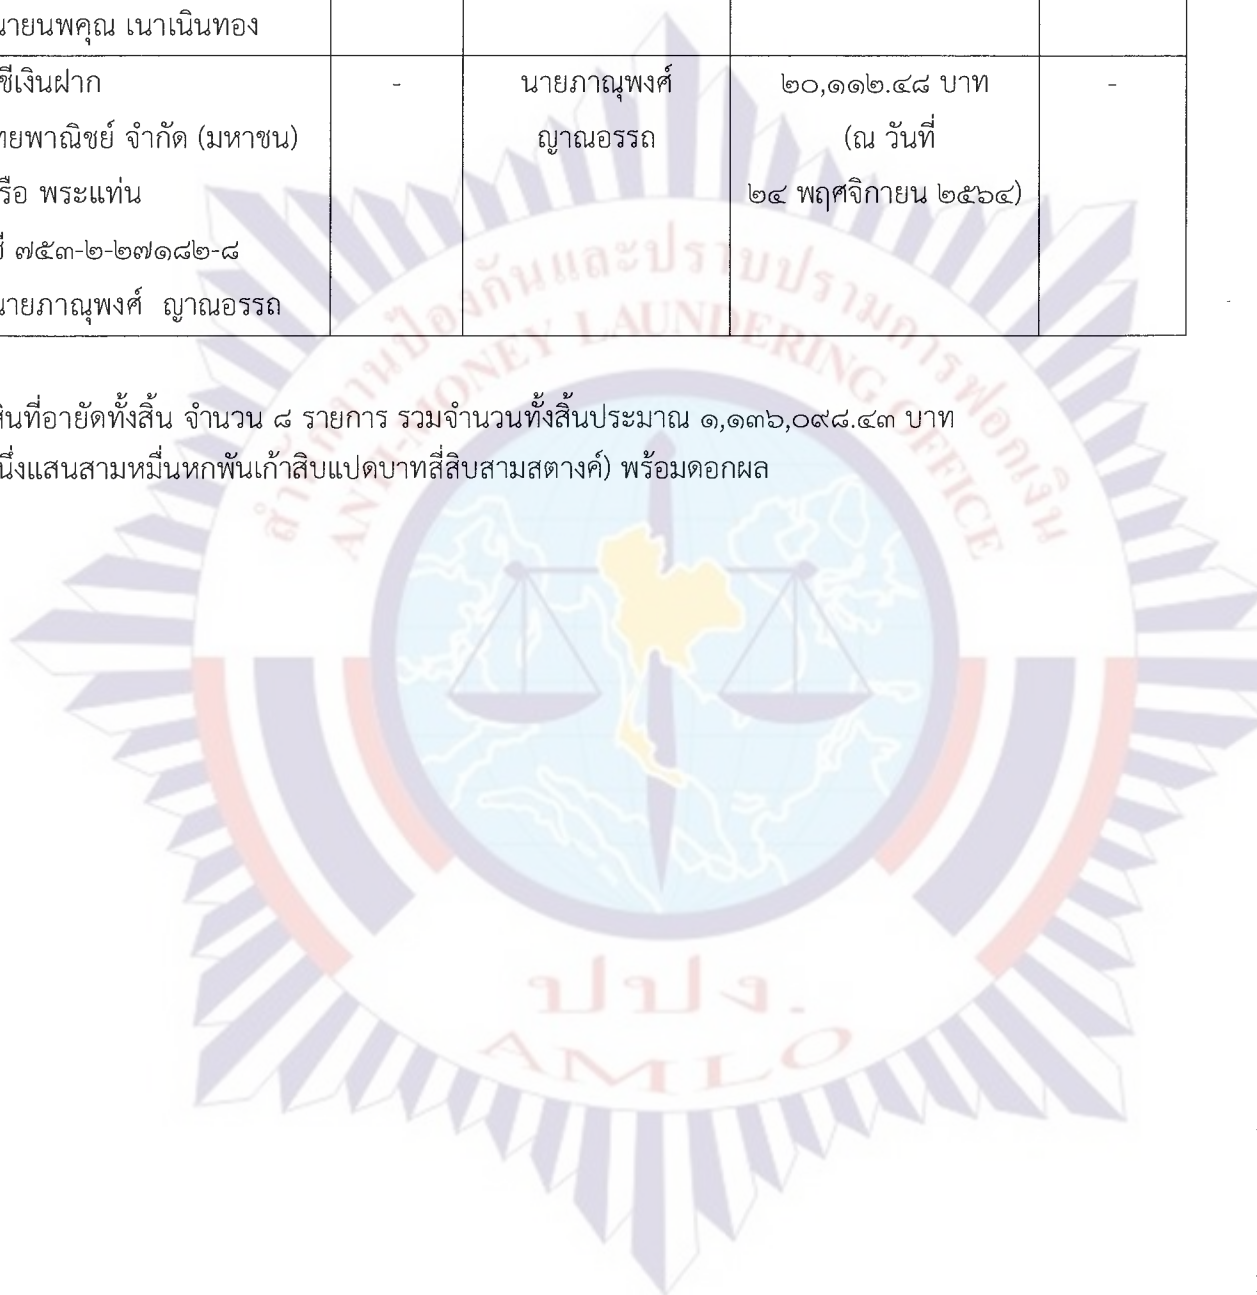 นายนพคุณ เนาเนินทอง
ชีเงินฝาก - นายภาณุพงศ์ ๒๐,๑๑๒.๔๘ บาท -
ทยพาณิชย์ จำกัด (มหาชน) ญาณอรรถ (ณ วันที่
รือ พระแท่น ๒๔ พฤศจิกายน ๒๕๖๔)
ชี ๗๕๓-๒-๒๗๑๘๒-๘
นายภาณุพงศ์ ญาณอรรถ
สินที่อายัดทั้งสิ้น จำนวน ๘ รายการ รวมจำนวนทั้งสิ้นประมาณ ๑,๑๓๖,๐๙๘.๔๓ บาท
นึ่งแสนสามหมื่นหกพันเก้าสิบแปดบาทสี่สิบสามสตางค์) พร้อมดอกผล
สำนักงานป้องกันและปราบปรามการฟอกเงิน
ANTI-MONEY LAUNDERING OFFICE
ปปง.
AMLO